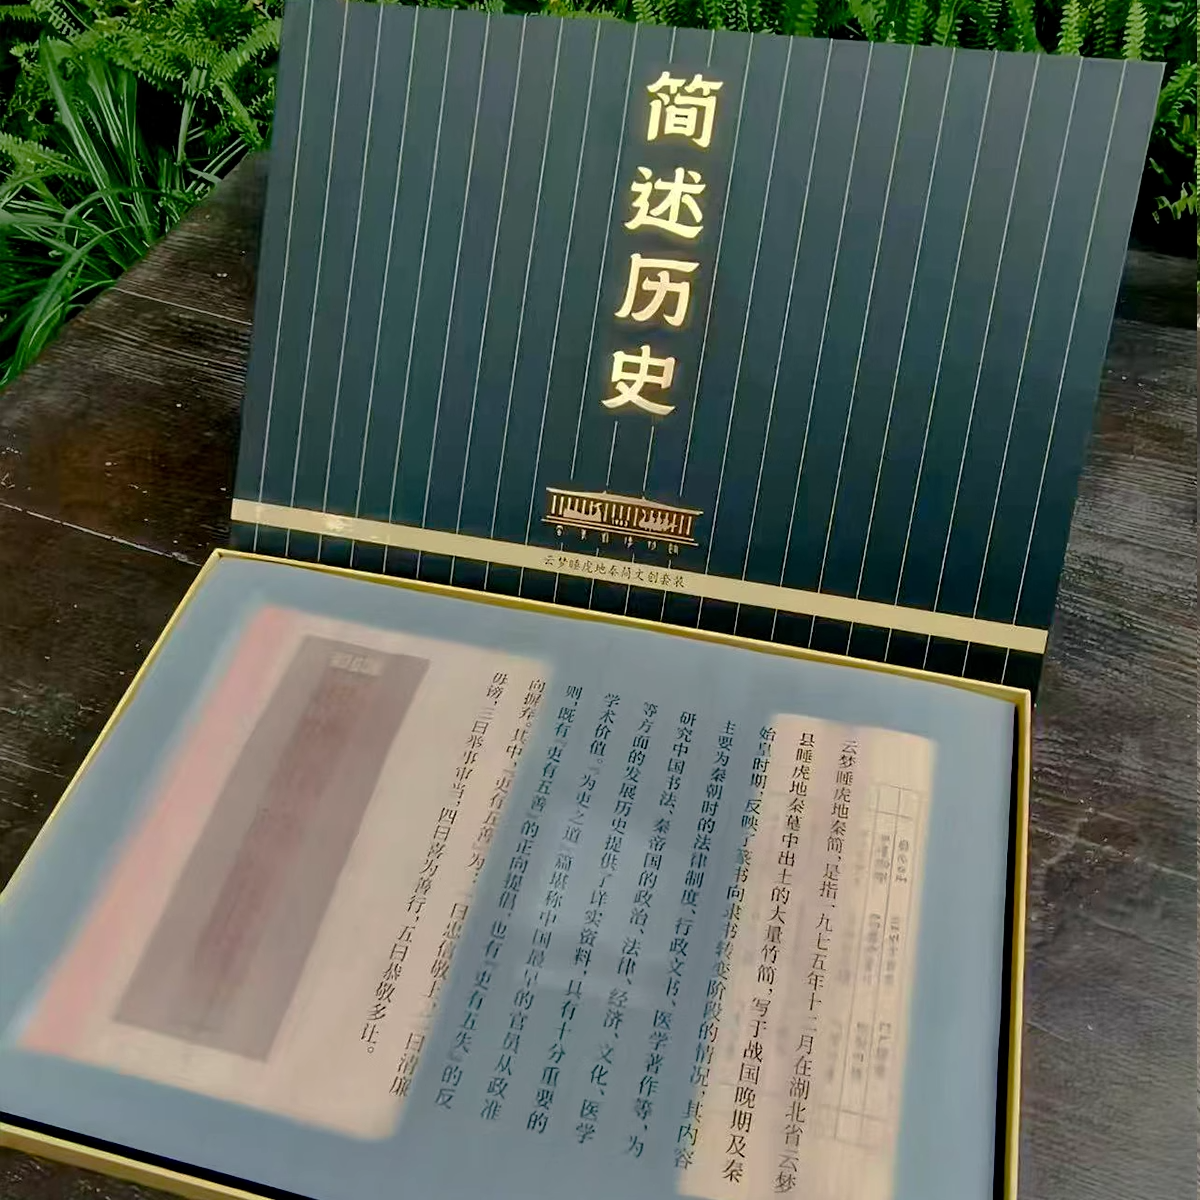 简述历史
云梦睡虎地秦简文创套装
云梦睡虎地秦简，是指一九七五年十二月在湖北省云梦
县睡虎地秦墓中出土的大量竹简，写于战国晚期及秦
始皇时期，反映了篆书向隶书转变阶段的情况，其内容
主要为秦朝时的法律制度、行政文书、医学著作等，为
研究中国书法、秦帝国的政治、法律、经济、文化、医学
等方面的发展历史提供了详实资料，具有十分重要的
学术价值。『为吏之道』简堪称中国最早的官员从政准
则，既有『吏有五善』的正向提倡，也有『吏有五失』的反
向摒弃。其中，『吏有五善』为：一曰忠信敬上，二曰清廉
毋谤，三曰举事审当，四曰喜为善行，五曰恭敬多让。